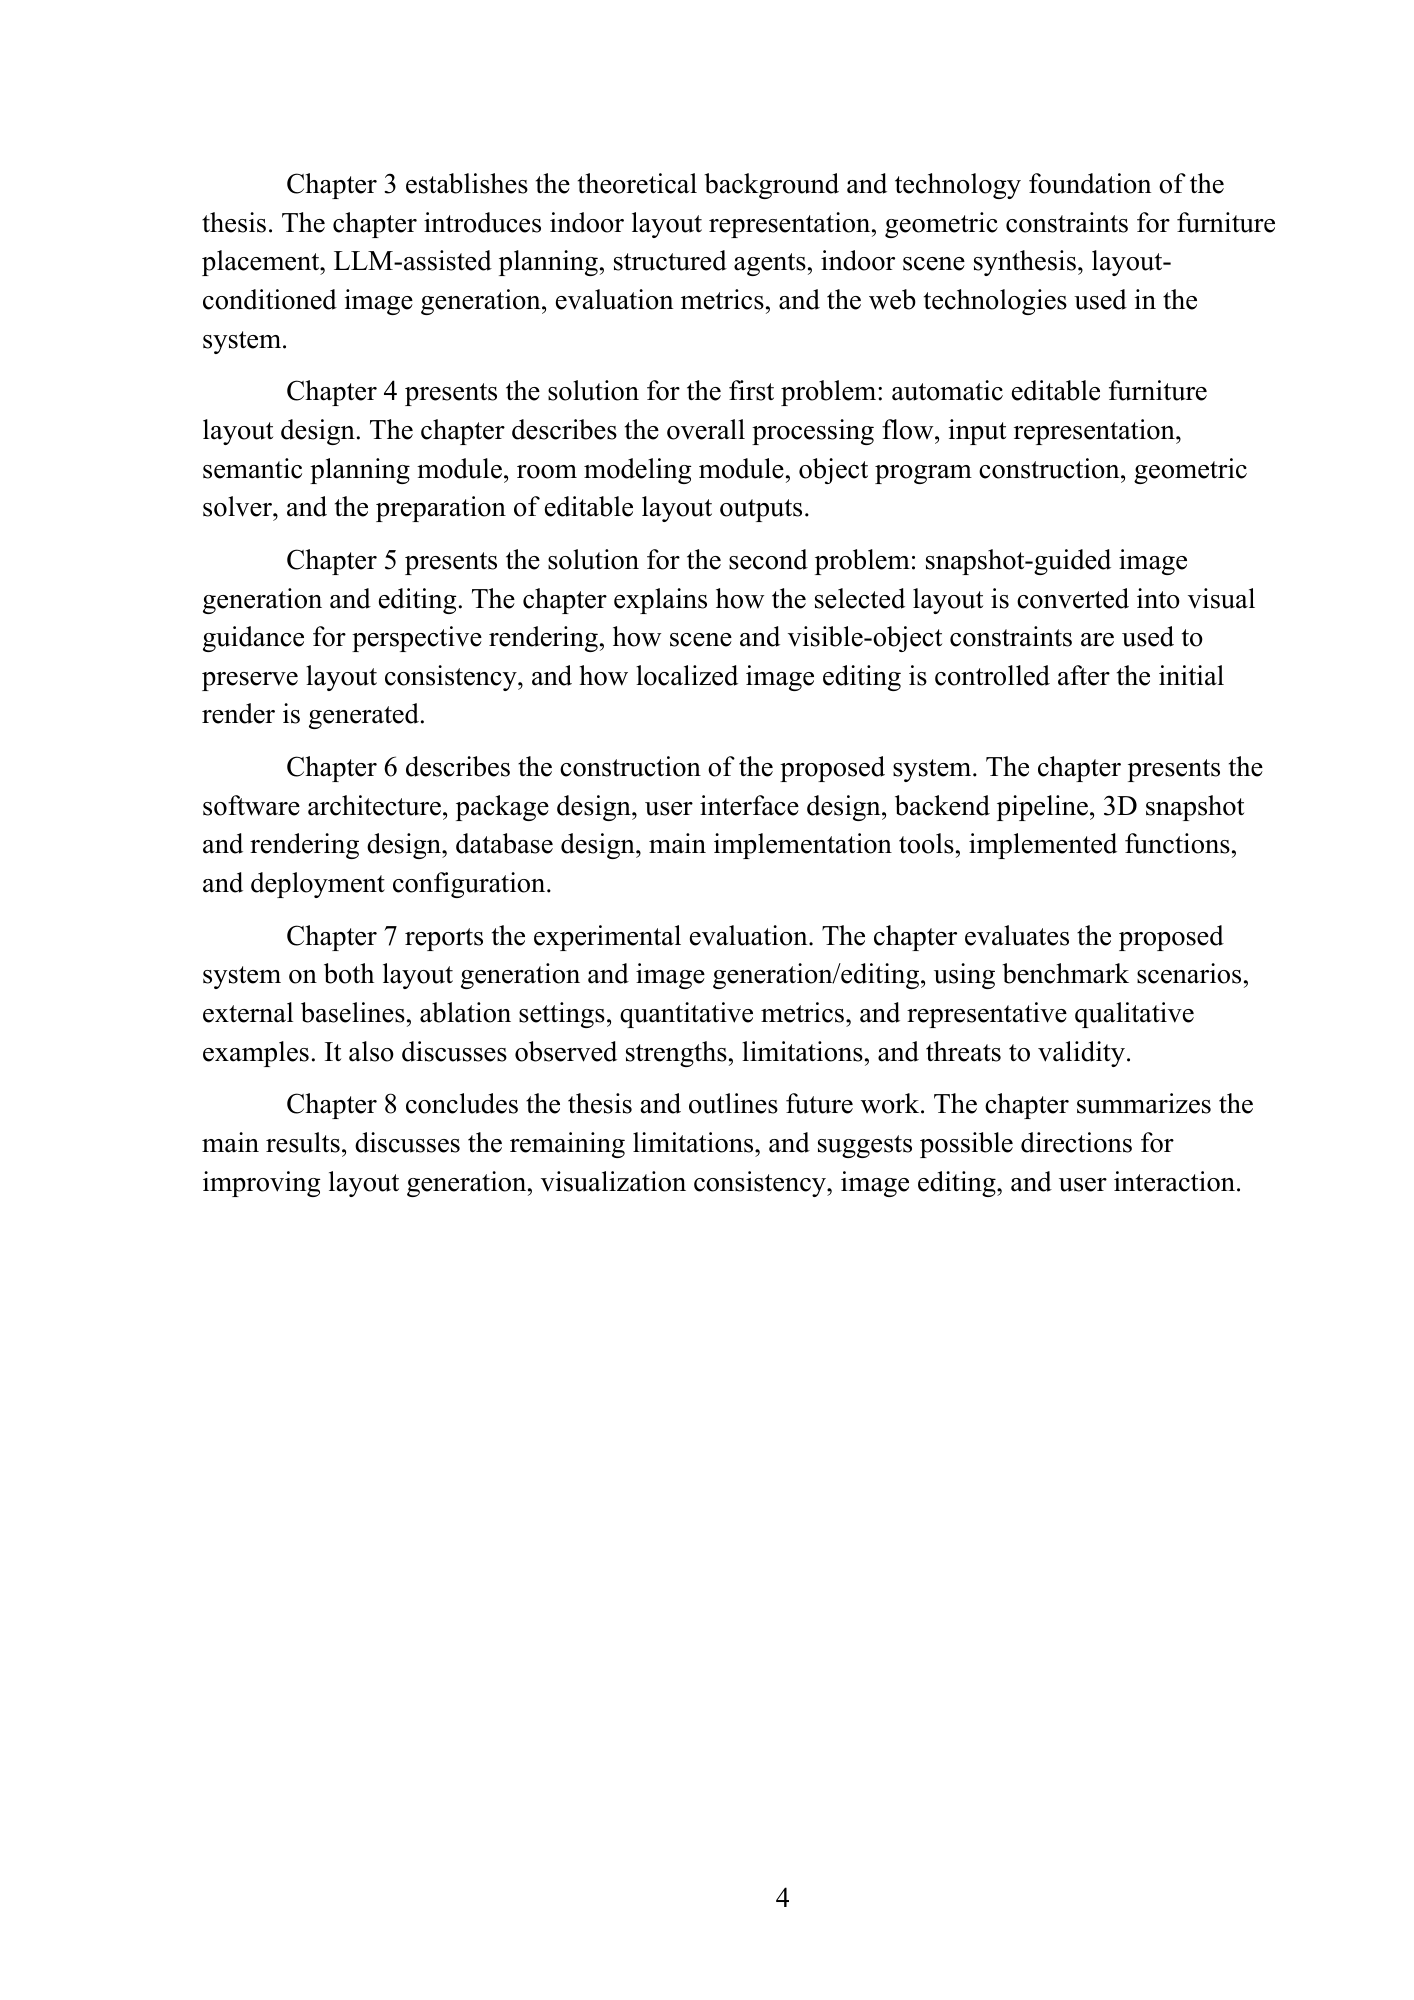 Chapter 3 establishes the theoretical background and technology foundation of the
thesis. The chapter introduces indoor layout representation, geometric constraints for furniture
placement, LLM-assisted planning, structured agents, indoor scene synthesis, layout-
conditioned image generation, evaluation metrics, and the web technologies used in the
system.
Chapter 4 presents the solution for the first problem: automatic editable furniture
layout design. The chapter describes the overall processing flow, input representation,
semantic planning module, room modeling module, object program construction, geometric
solver, and the preparation of editable layout outputs.
Chapter 5 presents the solution for the second problem: snapshot-guided image
generation and editing. The chapter explains how the selected layout is converted into visual
guidance for perspective rendering, how scene and visible-object constraints are used to
preserve layout consistency, and how localized image editing is controlled after the initial
render is generated.
Chapter 6 describes the construction of the proposed system. The chapter presents the
software architecture, package design, user interface design, backend pipeline, 3D snapshot
and rendering design, database design, main implementation tools, implemented functions,
and deployment configuration.
Chapter 7 reports the experimental evaluation. The chapter evaluates the proposed
system on both layout generation and image generation/editing, using benchmark scenarios,
external baselines, ablation settings, quantitative metrics, and representative qualitative
examples. It also discusses observed strengths, limitations, and threats to validity.
Chapter 8 concludes the thesis and outlines future work. The chapter summarizes the
main results, discusses the remaining limitations, and suggests possible directions for
improving layout generation, visualization consistency, image editing, and user interaction.
4